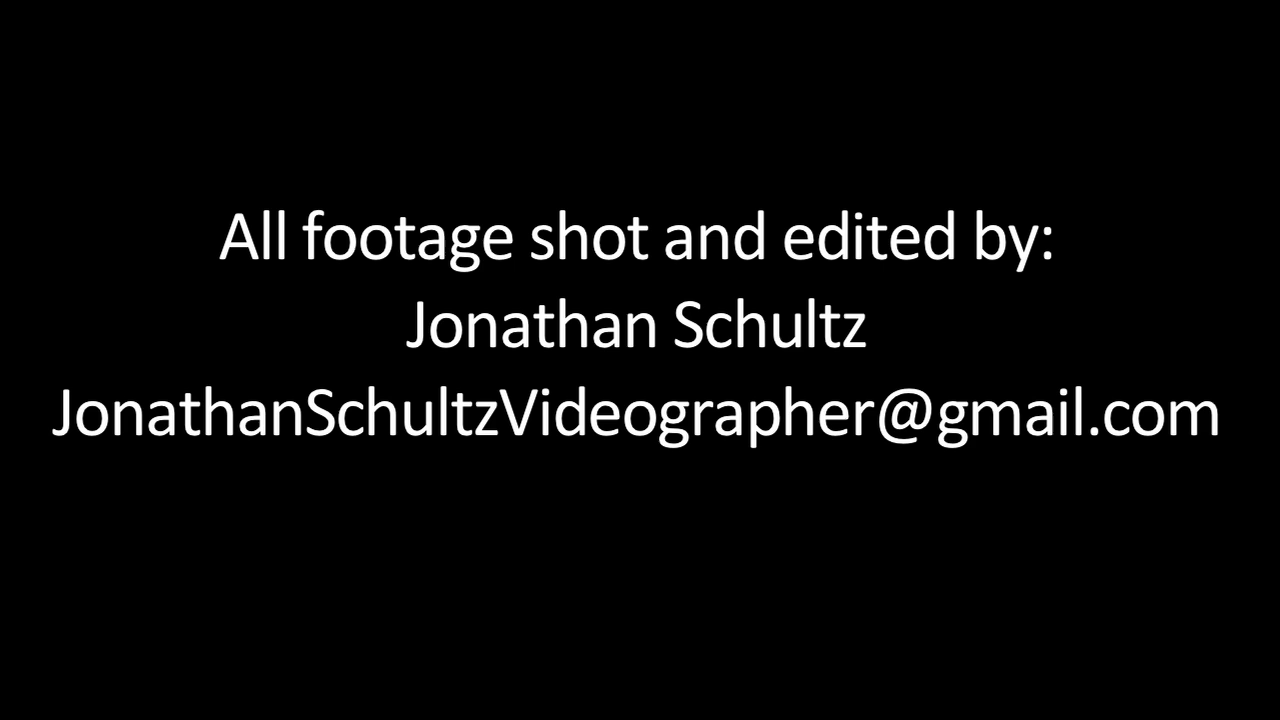 All footage shot and edited by:
Jonathan Schultz
JonathanSchultzVideographer@gmail.com